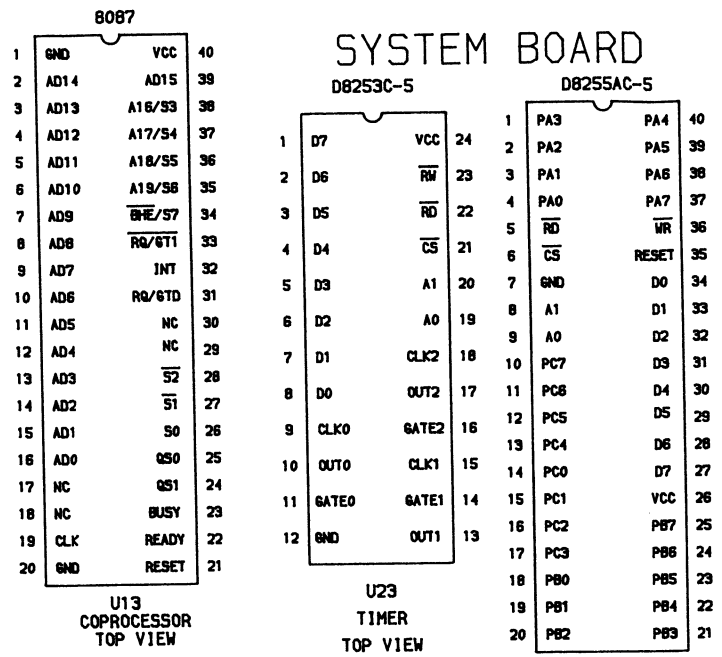 SYSTEM BOARD
8087
1 GND VCC 40
2 AD14 AD15 39
3 AD13 A16/S3 38
4 AD12 A17/S4 37
5 AD11 A18/S5 36
6 AD10 A19/S6 35
7 AD9 BHE/S7 34
8 AD8 RQ/GT1 33
9 AD7 INT 32
10 AD6 RQ/GTD 31
11 AD5 NC 30
12 AD4 NC 29
13 AD3 S2 28
14 AD2 S1 27
15 AD1 S0 26
16 AD0 QS0 25
17 NC QS1 24
18 NC BUSY 23
19 CLK READY 22
20 GND RESET 21
U13
COPROCESSOR
TOP VIEW
D8253C-5
1 D7 VCC 24
2 D6 RW 23
3 D5 RD 22
4 D4 CS 21
5 D3 A1 20
6 D2 A0 19
7 D1 CLK2 18
8 D0 OUT2 17
9 CLK0 GATE2 16
10 OUT0 CLK1 15
11 GATE0 GATE1 14
12 GND OUT1 13
U23
TIMER
TOP VIEW
D8255AC-5
1 PA3 PA4 40
2 PA2 PA5 39
3 PA1 PA6 38
4 PA0 PA7 37
5 RD WR 36
6 CS RESET 35
7 GND D0 34
8 A1 D1 33
9 A0 D2 32
10 PC7 D3 31
11 PC6 D4 30
12 PC5 D5 29
13 PC4 D6 28
14 PC0 D7 27
15 PC1 VCC 26
16 PC2 PB7 25
17 PC3 PB6 24
18 PB0 PB5 23
19 PB1 PB4 22
20 PB2 PB3 21